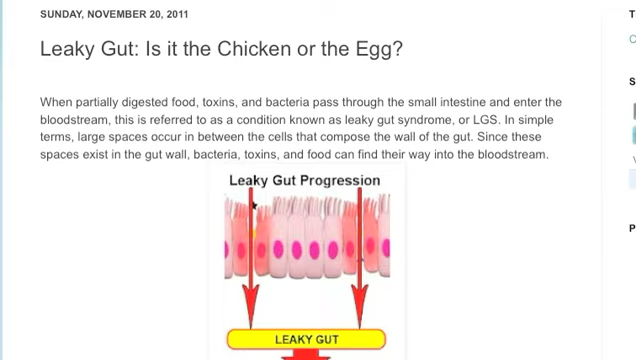 SUNDAY, NOVEMBER 20, 2011
Leaky Gut: Is it the Chicken or the Egg?
When partially digested food, toxins, and bacteria pass through the small intestine and enter the
bloodstream, this is referred to as a condition known as leaky gut syndrome, or LGS. In simple
terms, large spaces occur in between the cells that compose the wall of the gut. Since these
spaces exist in the gut wall, bacteria, toxins, and food can find their way into the bloodstream.
Leaky Gut Progression
LEAKY GUT